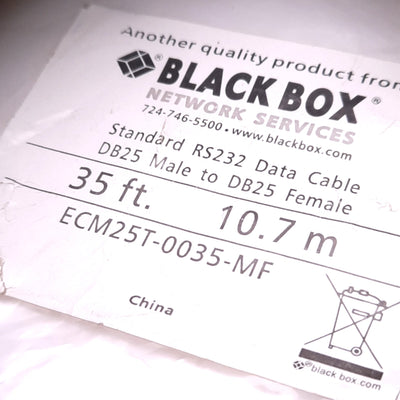 Another quality product from
BLACK BOX®
NETWORK SERVICES
724-746-5500 • www.blackbox.com
Standard RS232 Data Cable
DB25 Male to DB25 Female
35 ft. 10.7 m
ECM25T-0035-MF
China
black box.com